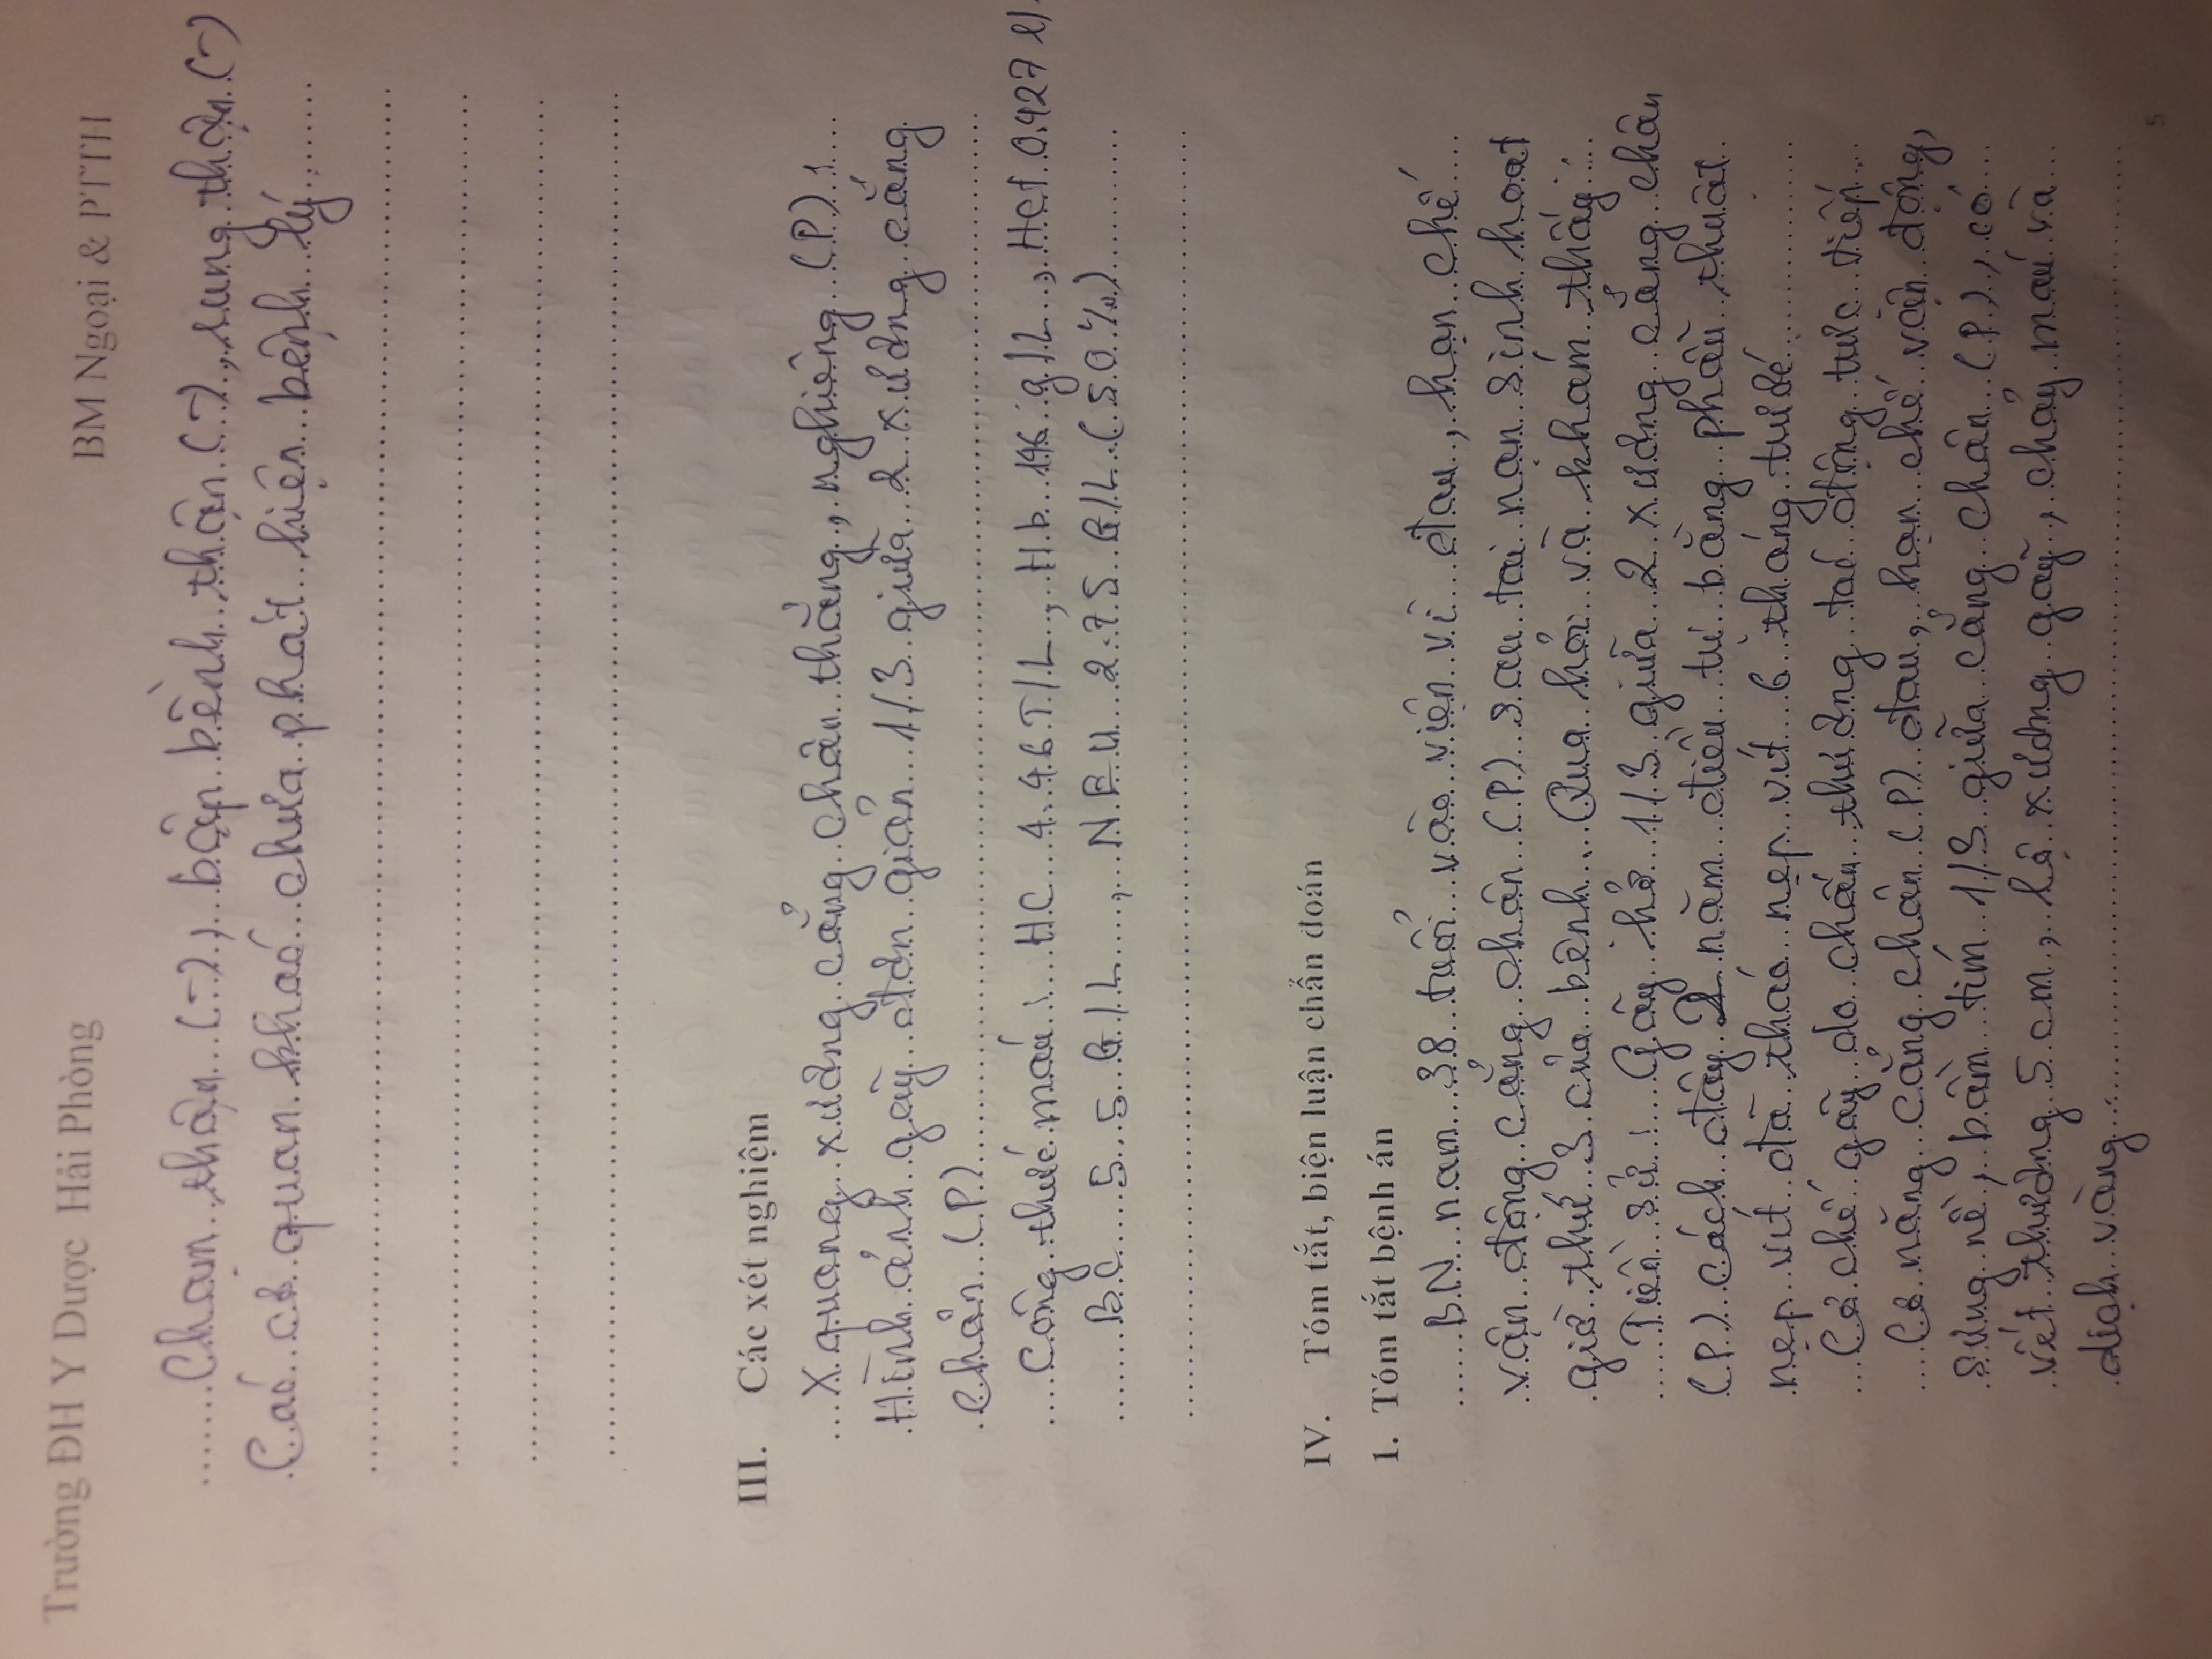 Trường ĐH Y Dược Hải Phòng
BM Ngoại & PTTH
Chạm thận (-), bập bềnh thận (-), rung thận (-)
Các cơ quan khác chưa phát hiện bệnh lý
III. Các xét nghiệm
X quang xương cẳng chân thẳng, nghiêng (P) :
Hình ảnh gãy đơn giản 1/3 giữa 2 xương cẳng
chân (P)
Công thức máu : HC 4.46 T/L, Hb 146 g/L, Hct 0.427 l/
BC 5.5 G/L, NEU 2.75 G/L (50%)
IV. Tóm tắt, biện luận chẩn đoán
1. Tóm tắt bệnh án
BN nam 38 tuổi vào viện vì đau, hạn chế
vận động cẳng chân (P) sau tai nạn sinh hoạt
giờ thứ 3 của bệnh. Qua hỏi và khám thấy :
Tiền sử : Gãy hở 1/3 giữa 2 xương cẳng chân
(P) cách đây 2 năm điều trị bằng phẫu thuật
nẹp vít đã tháo nẹp vít 6 tháng trước
Cơ chế gãy do chấn thương tác động trực tiếp
Cơ năng cẳng chân (P) đau, hạn chế vận động,
sưng nề, bầm tím 1/3 giữa cẳng chân (P), có
vết thương 5 cm, lộ xương gãy, chảy máu và
dịch vàng
5